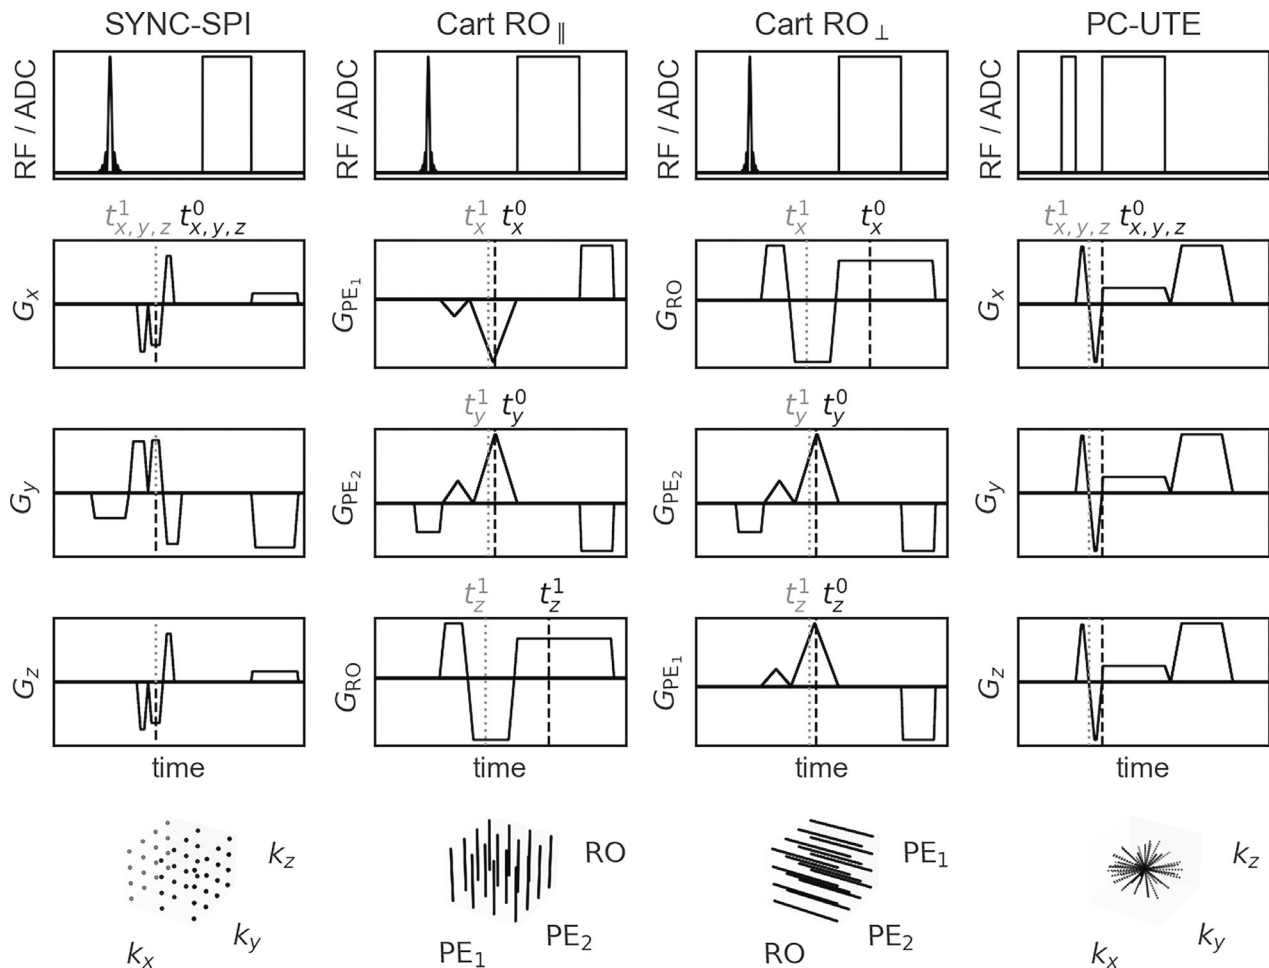 SYNC-SPI Cart RO∥ Cart RO⊥ PC-UTE
RF / ADC RF / ADC RF / ADC RF / ADC
t¹x, y, z t⁰x, y, z t¹x t⁰x t¹x t⁰x t¹x, y, z t⁰x, y, z
Gx GPE₁ GRO Gx
t¹y t⁰y t¹y t⁰y
Gy GPE₂ GPE₂ Gy
t¹z t¹z t¹z t⁰z
Gz GRO GPE₁ Gz
time time time time
kz RO PE₁ kz
ky PE₂ PE₂ ky
kx PE₁ RO kx